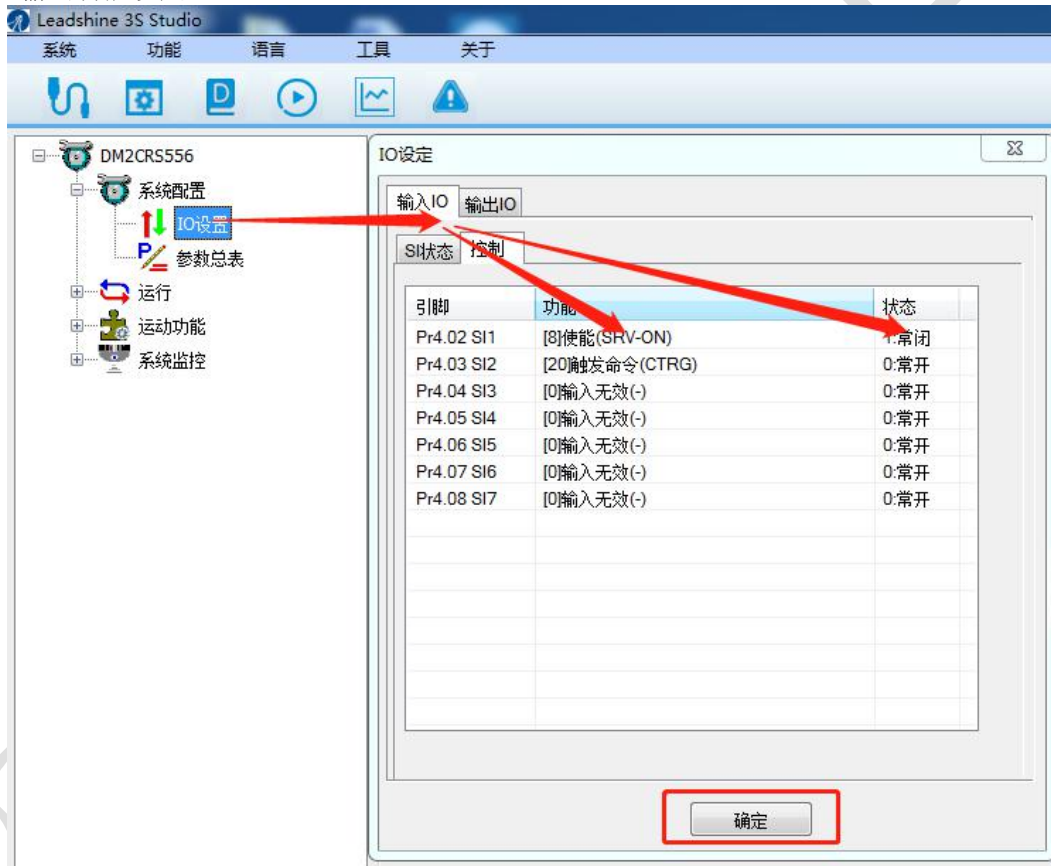 Leadshine 3S Studio
系统 功能 语言 工具 关于
DM2CRS556
系统配置
IO设置
参数总表
运行
运动功能
系统监控
IO设定
输入IO 输出IO
SI状态 控制
引脚 功能 状态
Pr4.02 SI1 [8]使能(SRV-ON) 1:常闭
Pr4.03 SI2 [20]触发命令(CTRG) 0:常开
Pr4.04 SI3 [0]输入无效(-) 0:常开
Pr4.05 SI4 [0]输入无效(-) 0:常开
Pr4.06 SI5 [0]输入无效(-) 0:常开
Pr4.07 SI6 [0]输入无效(-) 0:常开
Pr4.08 SI7 [0]输入无效(-) 0:常开
确定